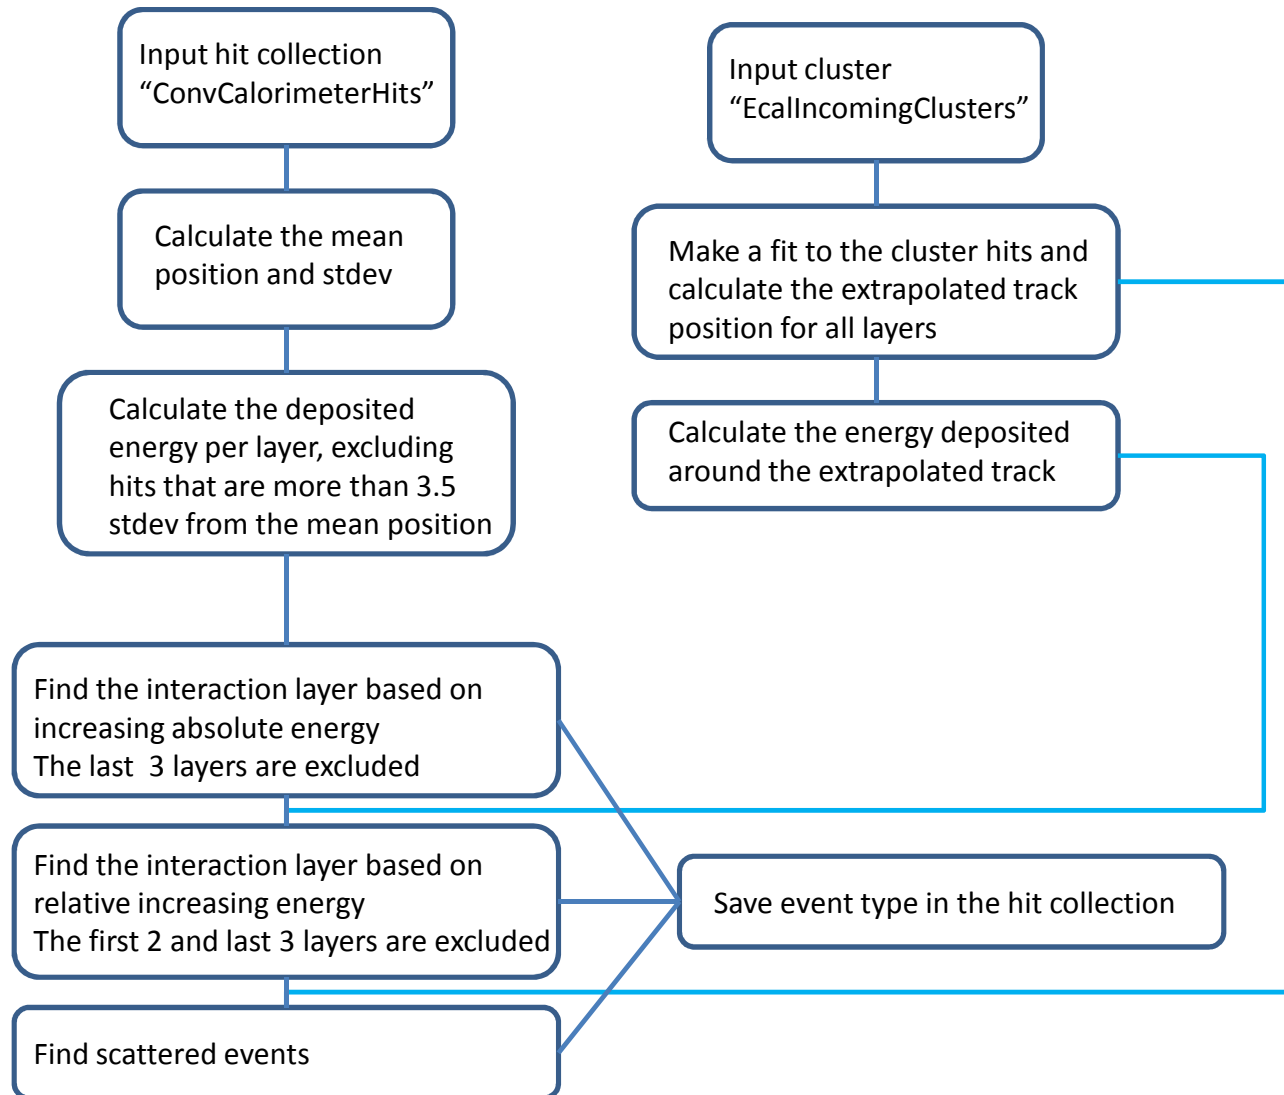 Input hit collection
“ConvCalorimeterHits”
Input cluster
“EcalIncomingClusters”
Calculate the mean
position and stdev
Make a fit to the cluster hits and
calculate the extrapolated track
position for all layers
Calculate the deposited
energy per layer, excluding
hits that are more than 3.5
stdev from the mean position
Calculate the energy deposited
around the extrapolated track
Find the interaction layer based on
increasing absolute energy
The last  3 layers are excluded
Find the interaction layer based on
relative increasing energy
The first 2 and last 3 layers are excluded
Save event type in the hit collection
Find scattered events